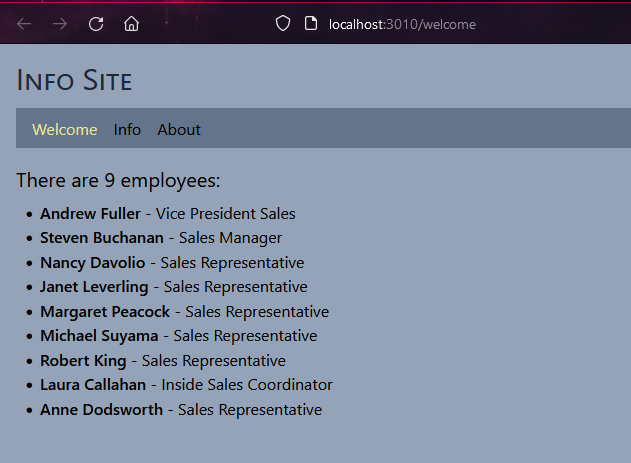 localhost:3010/welcome
Info Site
Welcome Info About
There are 9 employees:
• Andrew Fuller - Vice President Sales
• Steven Buchanan - Sales Manager
• Nancy Davolio - Sales Representative
• Janet Leverling - Sales Representative
• Margaret Peacock - Sales Representative
• Michael Suyama - Sales Representative
• Robert King - Sales Representative
• Laura Callahan - Inside Sales Coordinator
• Anne Dodsworth - Sales Representative